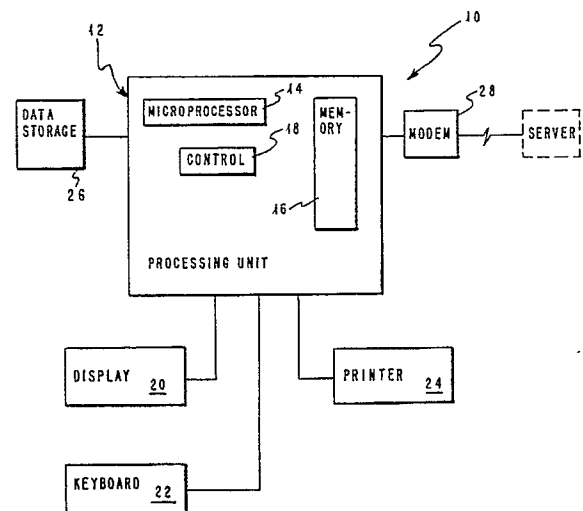 12
10
DATA
STORAGE
26
MICROPROCESSOR
14
CONTROL
18
MEM-
ORY
16
PROCESSING UNIT
MODEM
28
SERVER
DISPLAY
20
PRINTER
24
KEYBOARD
22